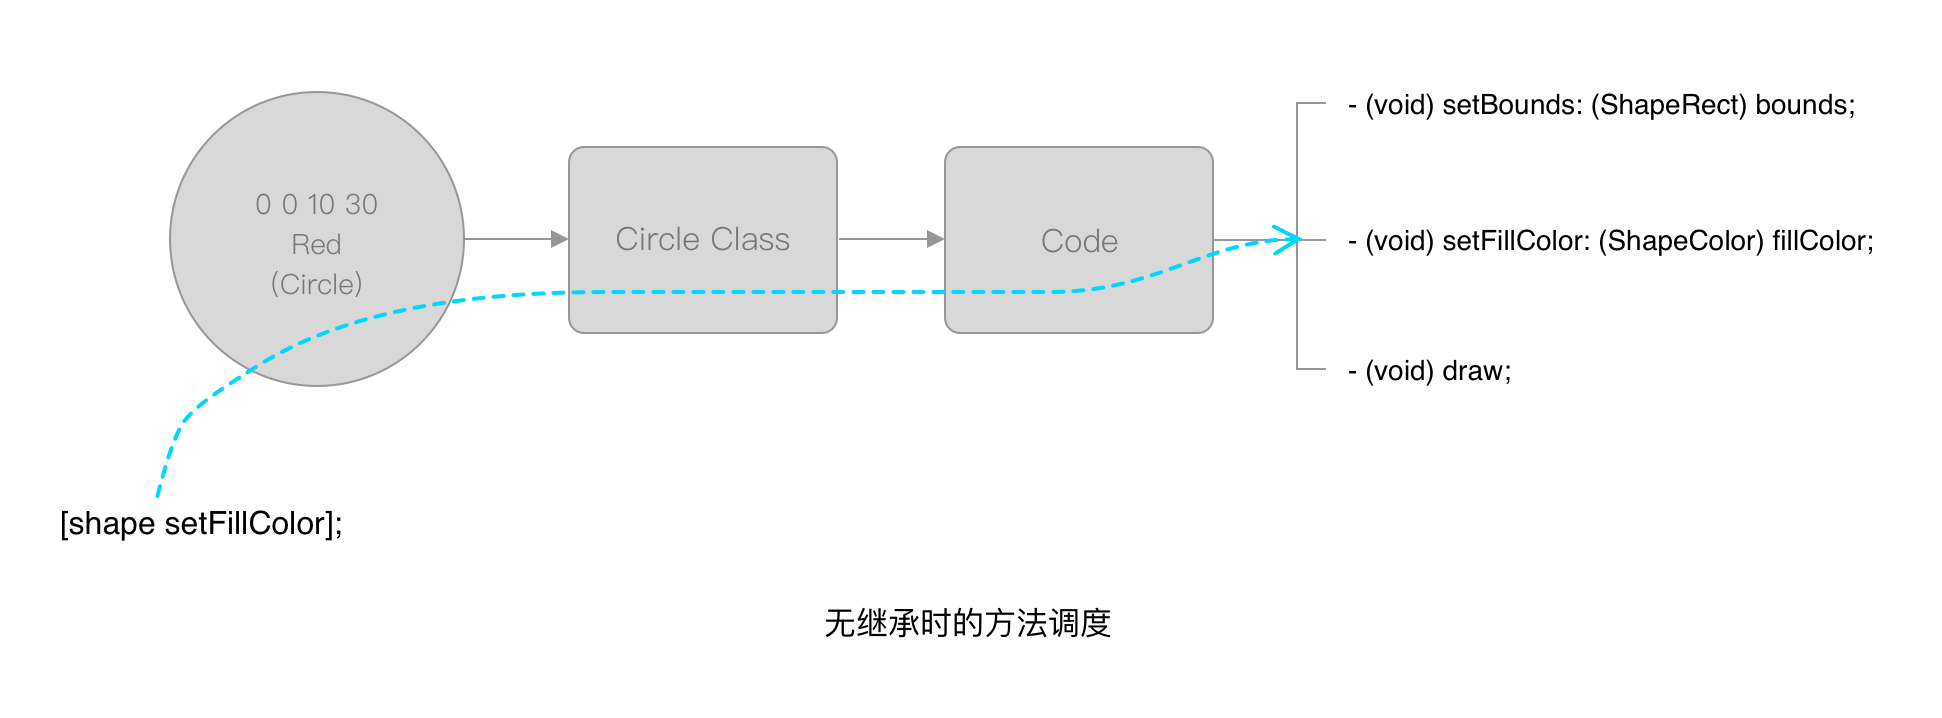 0 0 10 30
Red
(Circle)
Circle Class
Code
- (void) setBounds: (ShapeRect) bounds;
- (void) setFillColor: (ShapeColor) fillColor;
- (void) draw;
[shape setFillColor];
无继承时的方法调度